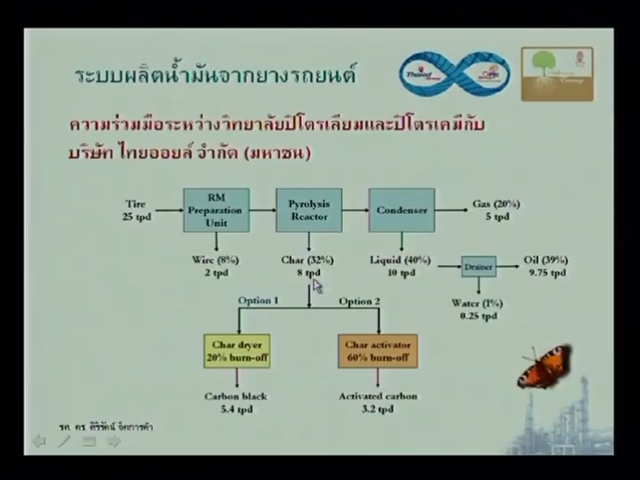 ระบบผลิตน้ำมันจากยางรถยนต์
ความร่วมมือระหว่างวิทยาลัยปิโตรเลียมและปิโตรเคมีกับ
บริษัท ไทยออยล์ จำกัด (มหาชน)
Tire
25 tpd
RM
Preparation
Unit
Pyrolysis
Reactor
Condenser
Gas (20%)
5 tpd
Wire (8%)
2 tpd
Char (32%)
8 tpd
Liquid (40%)
10 tpd
Drainer
Oil (39%)
9.75 tpd
Water (1%)
0.25 tpd
Option 1
Option 2
Char dryer
20% burn-off
Char activator
60% burn-off
Carbon black
5.4 tpd
Activated carbon
3.2 tpd
รศ. ดร. ศิริรัตน์ จิตการค้า